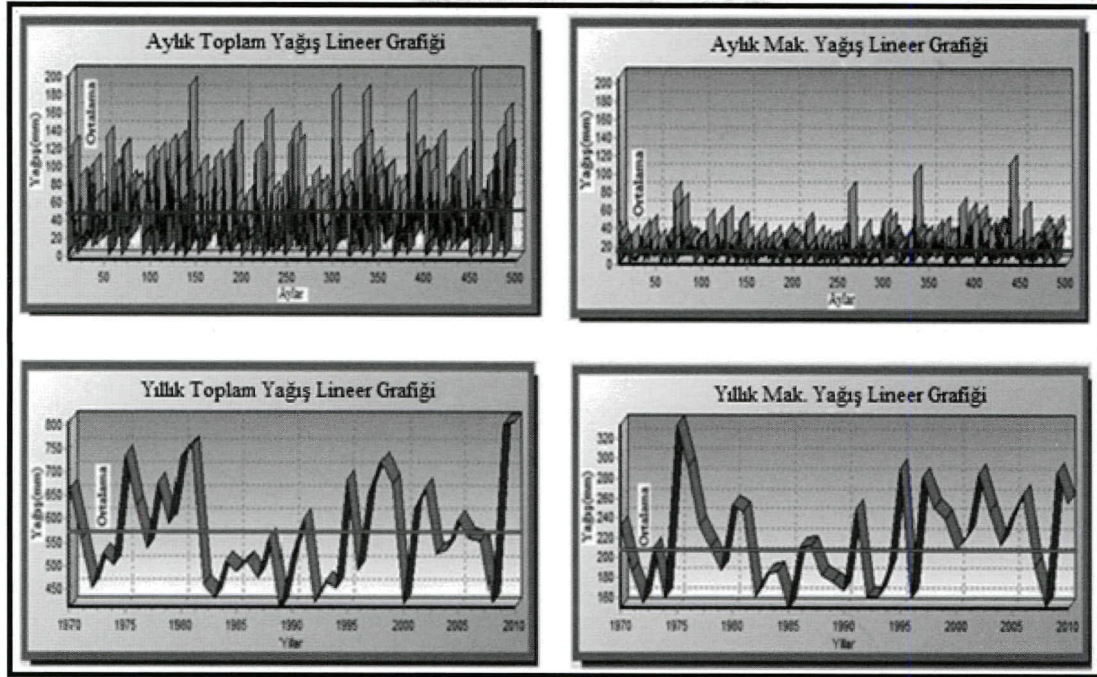 Aylık Toplam Yağış Lineer Grafiği
Yağış(mm)
200
180
160
140
120
100
80
60
40
20
0
Ortalama
50 100 150 200 250 300 350 400 450 500
Aylar
Aylık Mak. Yağış Lineer Grafiği
Yağış(mm)
200
180
160
140
120
100
80
60
40
20
0
Ortalama
50 100 150 200 250 300 350 400 450 500
Aylar
Yıllık Toplam Yağış Lineer Grafiği
Yağış(mm)
800
750
700
650
600
550
500
450
Ortalama
1970 1975 1980 1985 1990 1995 2000 2005 2010
Yıllar
Yıllık Mak. Yağış Lineer Grafiği
Yağış(mm)
320
300
280
260
240
220
200
180
160
Ortalama
1970 1975 1980 1985 1990 1995 2000 2005 2010
Yıllar